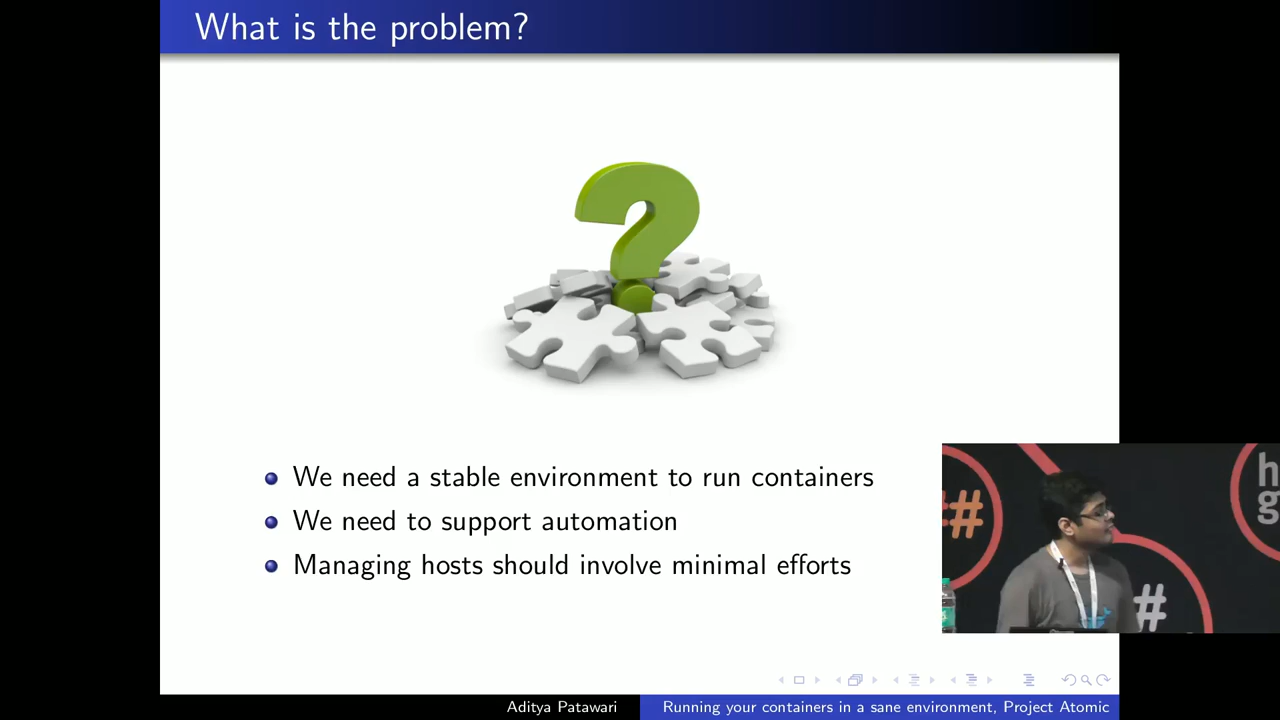 What is the problem?
We need a stable environment to run containers
We need to support automation
Managing hosts should involve minimal efforts
##
h
g
#
Aditya Patawari
Running your containers in a sane environment, Project Atomic